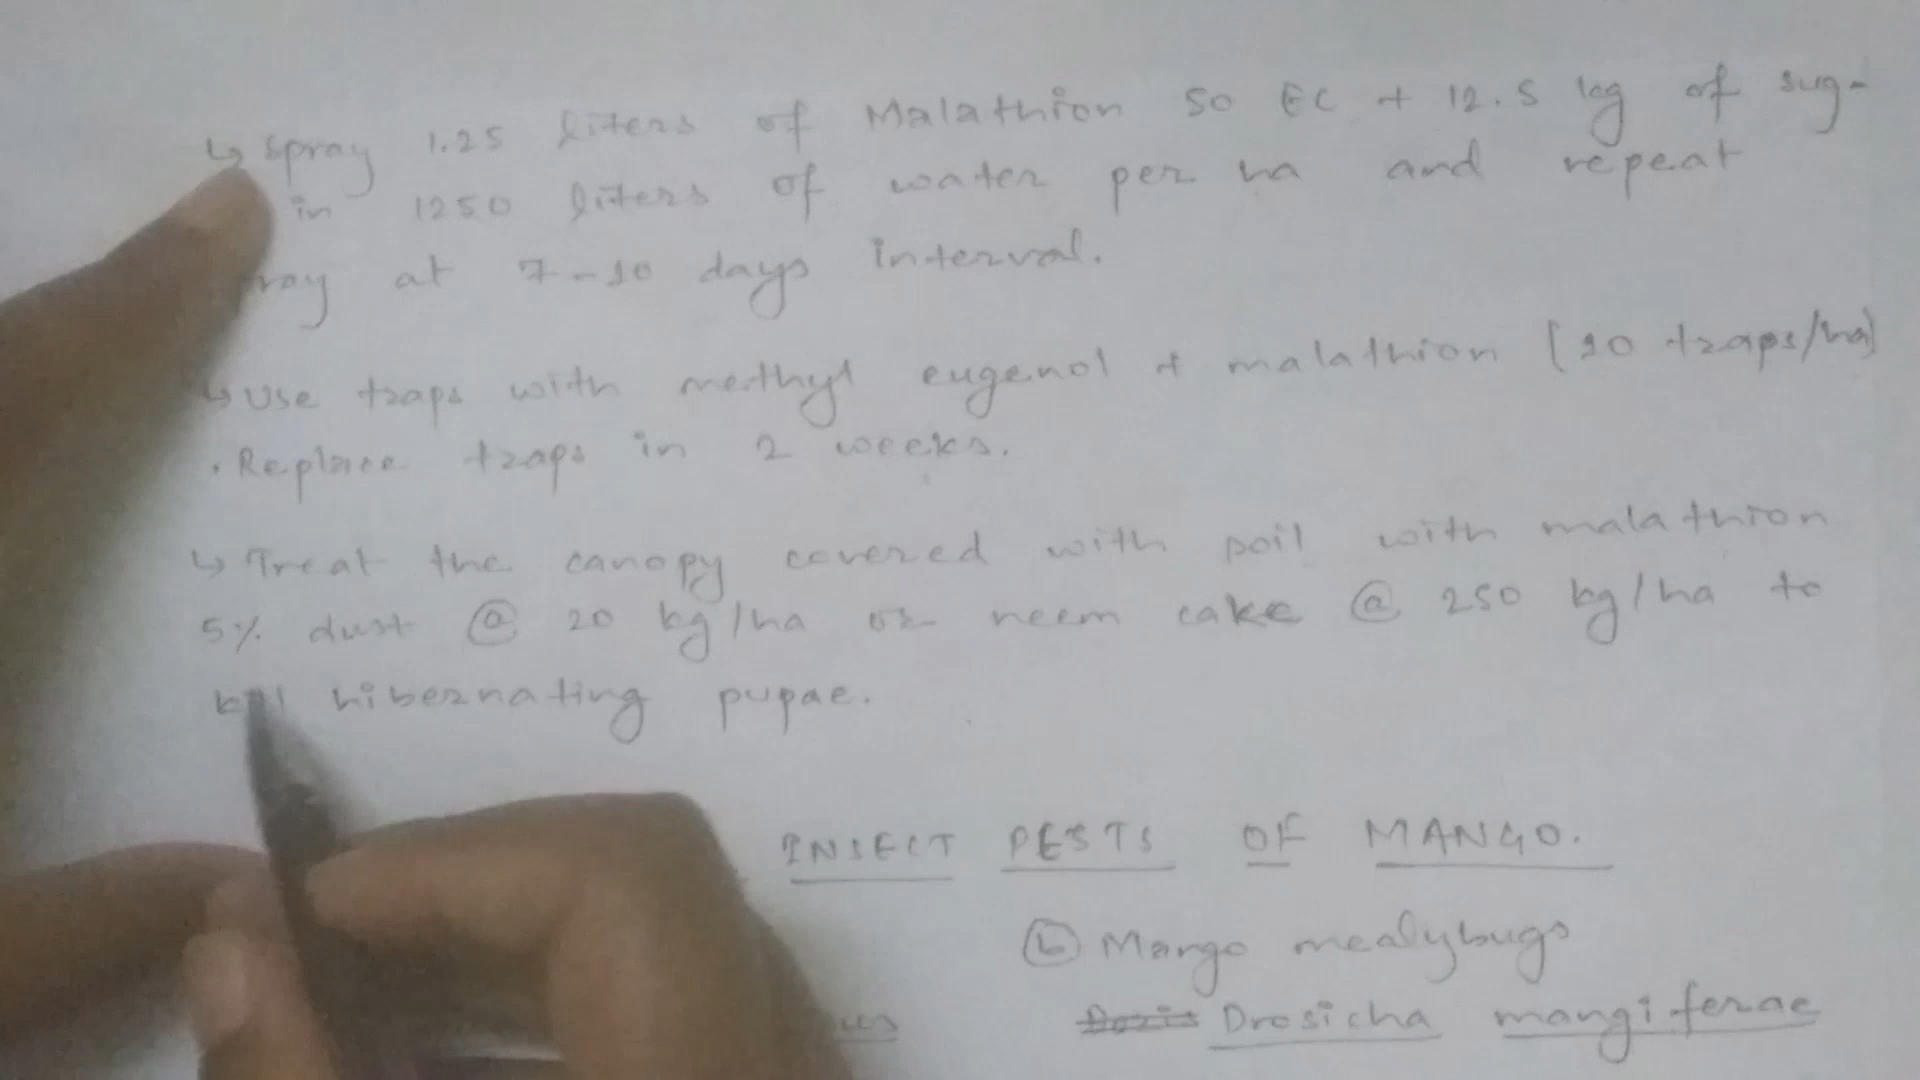 ↳ Spray 1.25 liters of Malathion 50 EC + 12.5 kg of sug-
in 1250 liters of water per ha and repeat
ray at 7-10 days interval.
↳ Use traps with methyl eugenol + malathion [10 traps/ha]
. Replace traps in 2 weeks.
↳ Treat the canopy covered with soil with malathion
5% dust @ 20 kg/ha or neem cake @ 250 kg/ha to
kill hibernating pupae.
INSECT PESTS OF MANGO.
ⓑ Mango mealybugs
Drosicha mangiferae